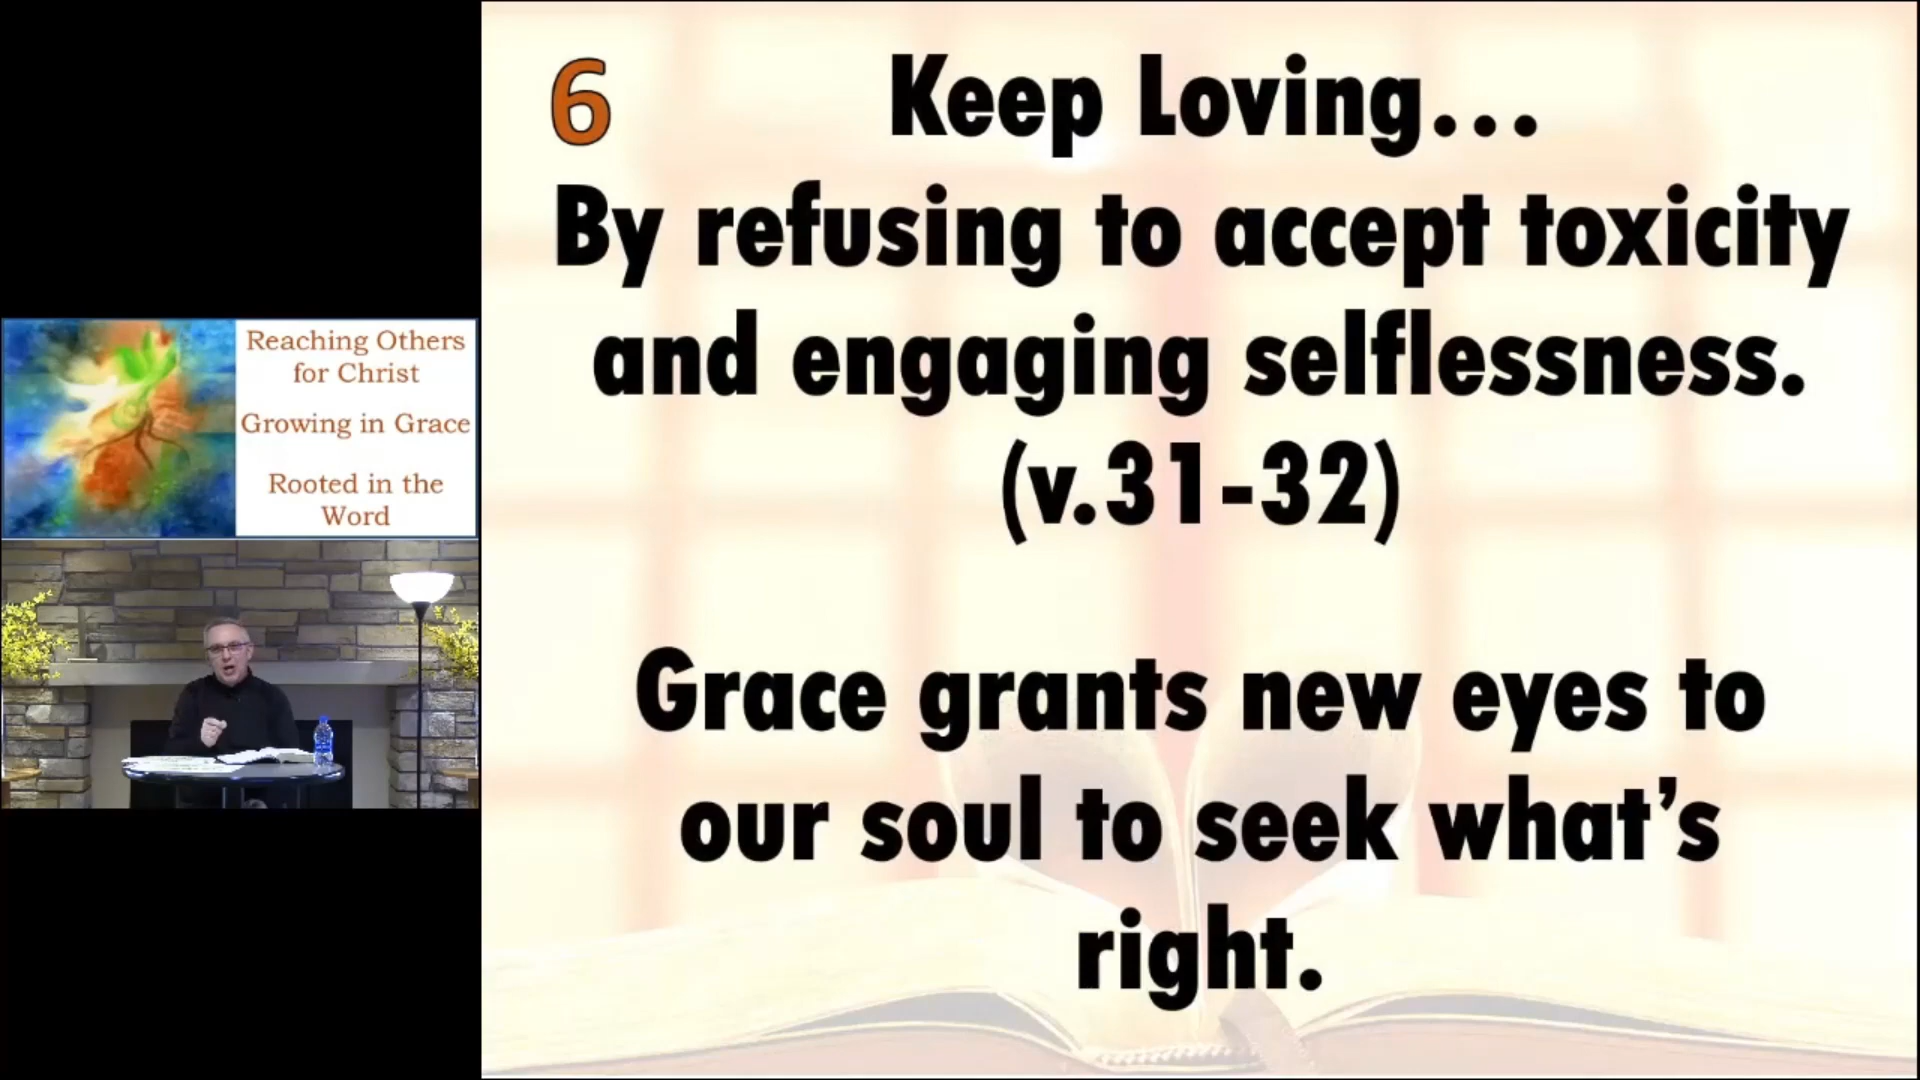 6
Keep Loving…
By refusing to accept toxicity
and engaging selflessness.
(v.31-32)
Grace grants new eyes to
our soul to seek what’s
right.
Reaching Others
for Christ
Growing in Grace
Rooted in the
Word